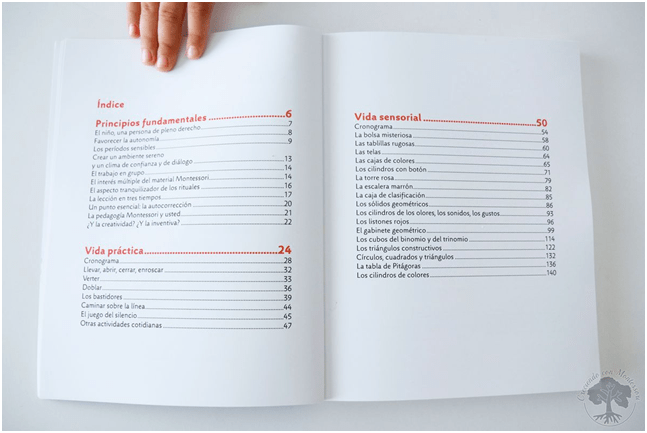 Índice
Principios fundamentales 6
El niño, una persona de pleno derecho 7
Favorecer la autonomía 8
Los períodos sensibles 9
Crear un ambiente sereno
y un clima de confianza y de diálogo 13
El trabajo en grupo 14
El interés múltiple del material Montessori 14
El aspecto tranquilizador de los rituales 16
La lección en tres tiempos 17
Un punto esencial: la autocorrección 20
La pedagogía Montessori y usted 21
¿Y la creatividad? ¿Y la inventiva? 22
Vida práctica 24
Cronograma 28
Llevar, abrir, cerrar, enroscar 32
Verter 33
Doblar 36
Los bastidores 39
Caminar sobre la línea 44
El juego del silencio 45
Otras actividades cotidianas 47
Vida sensorial 50
Cronograma 54
La bolsa misteriosa 58
Las tablillas rugosas 60
Las telas 64
Las cajas de colores 65
Los cilindros con botón 71
La torre rosa 79
La escalera marrón 82
La caja de clasificación 85
Los sólidos geométricos 86
Los cilindros de los olores, los sonidos, los gustos 93
Los listones rojos 96
El gabinete geométrico 99
Los cubos del binomio y del trinomio 114
Los triángulos constructivos 122
Círculos, cuadrados y triángulos 132
La tabla de Pitágoras 136
Los cilindros de colores 140
con Montessori